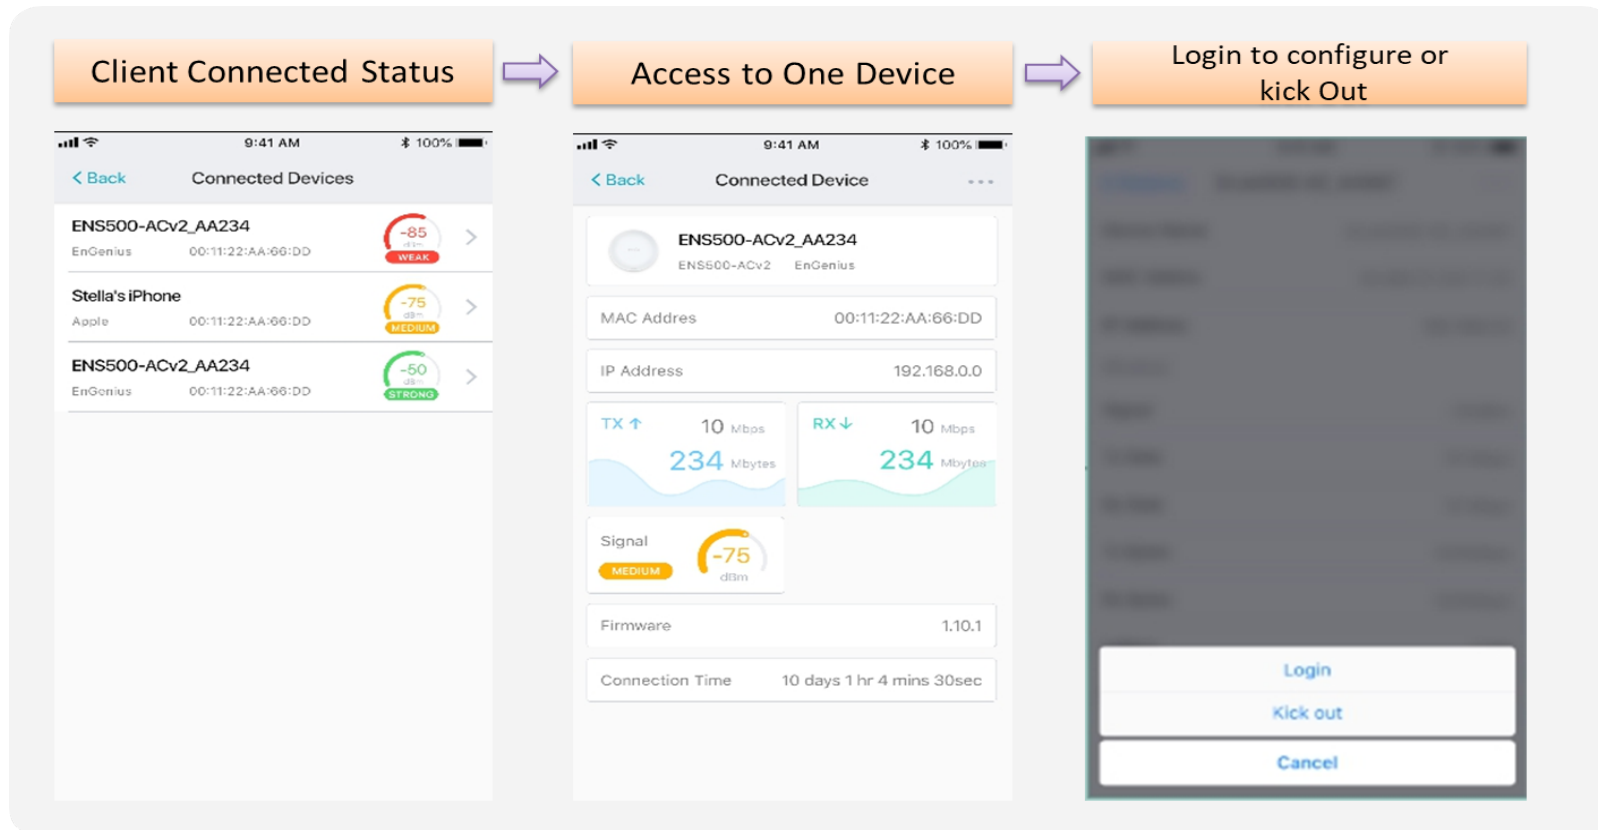 Client Connected Status
Access to One Device
Login to configure or
kick Out
9:41 AM
100%
Back
Connected Devices
ENS500-ACv2_AA234
EnGenius 00:11:22:AA:66:DD
-85
dBm
WEAK
Stella's iPhone
Apple 00:11:22:AA:66:DD
-75
dBm
MEDIUM
ENS500-ACv2_AA234
EnGenius 00:11:22:AA:66:DD
-50
dBm
STRONG
9:41 AM
100%
Back
Connected Device
ENS500-ACv2_AA234
ENS500-ACv2 EnGenius
MAC Addres 00:11:22:AA:66:DD
IP Address 192.168.0.0
TX 10 Mbps
234 Mbytes
RX 10 Mbps
234 Mbytes
Signal
MEDIUM
-75
dBm
Firmware 1.10.1
Connection Time 10 days 1 hr 4 mins 30sec
Login
Kick out
Cancel